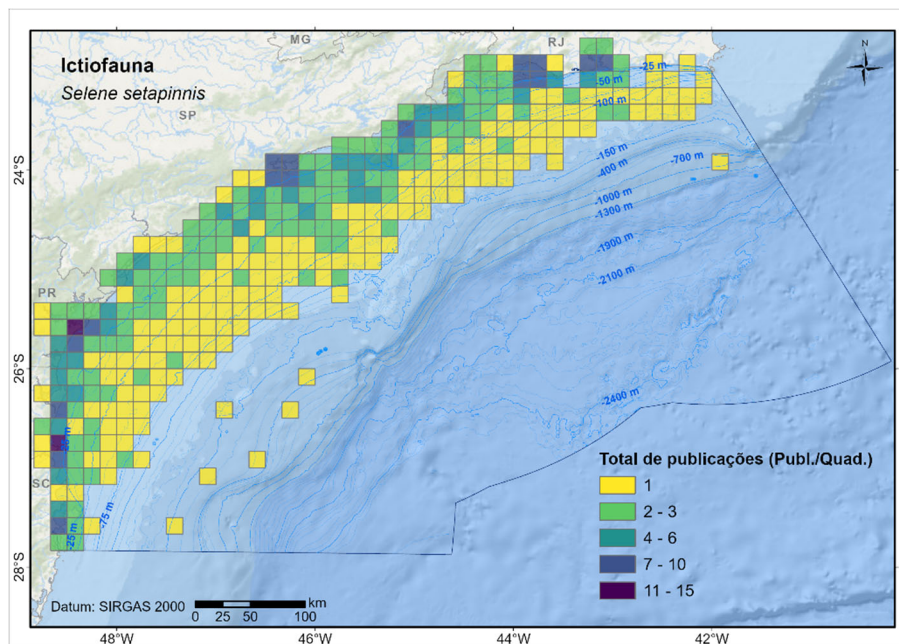 MG
RJ
N
Ictiofauna
Selene setapinnis
SP
-25 m
-50 m
-100 m
24°S
-150 m
-400 m
-700 m
-1000 m
-1300 m
-1900 m
-2100 m
PR
26°S
-2400 m
SC
-75 m
-25 m
Total de publicações (Publ./Quad.)
1
2 - 3
4 - 6
7 - 10
11 - 15
28°S
Datum: SIRGAS 2000
km
0 25 50 100
48°W
46°W
44°W
42°W